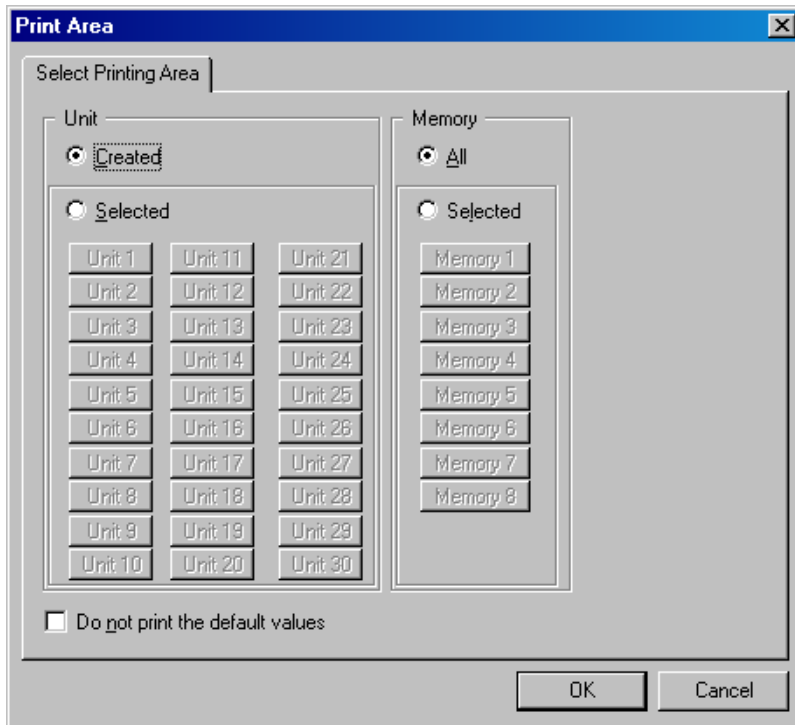 Print Area
Select Printing Area
Unit
Created
Selected
Unit 1 Unit 11 Unit 21
Unit 2 Unit 12 Unit 22
Unit 3 Unit 13 Unit 23
Unit 4 Unit 14 Unit 24
Unit 5 Unit 15 Unit 25
Unit 6 Unit 16 Unit 26
Unit 7 Unit 17 Unit 27
Unit 8 Unit 18 Unit 28
Unit 9 Unit 19 Unit 29
Unit 10 Unit 20 Unit 30
Memory
All
Selected
Memory 1
Memory 2
Memory 3
Memory 4
Memory 5
Memory 6
Memory 7
Memory 8
Do not print the default values
OK
Cancel